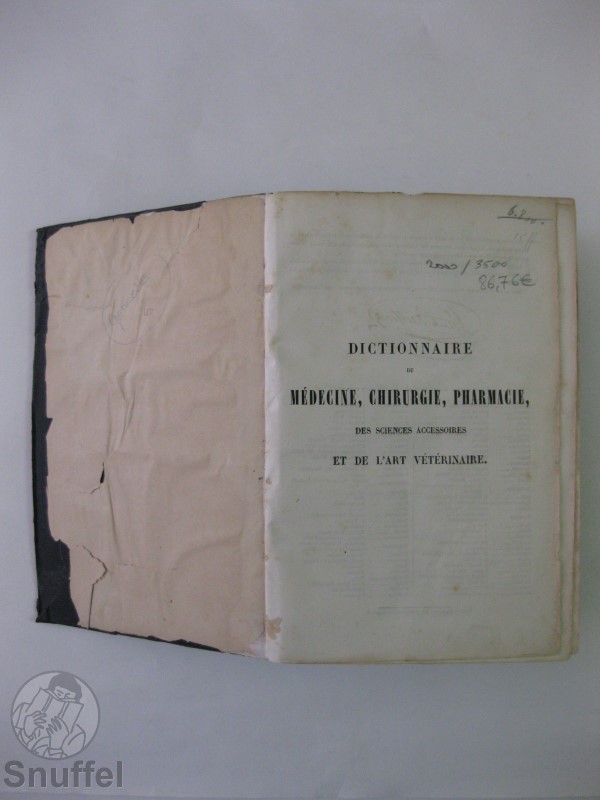 2000 / 3500
86,76€
DICTIONNAIRE
DE
MÉDECINE, CHIRURGIE, PHARMACIE,
DES SCIENCES ACCESSOIRES
ET DE L'ART VÉTÉRINAIRE.
Snuffel